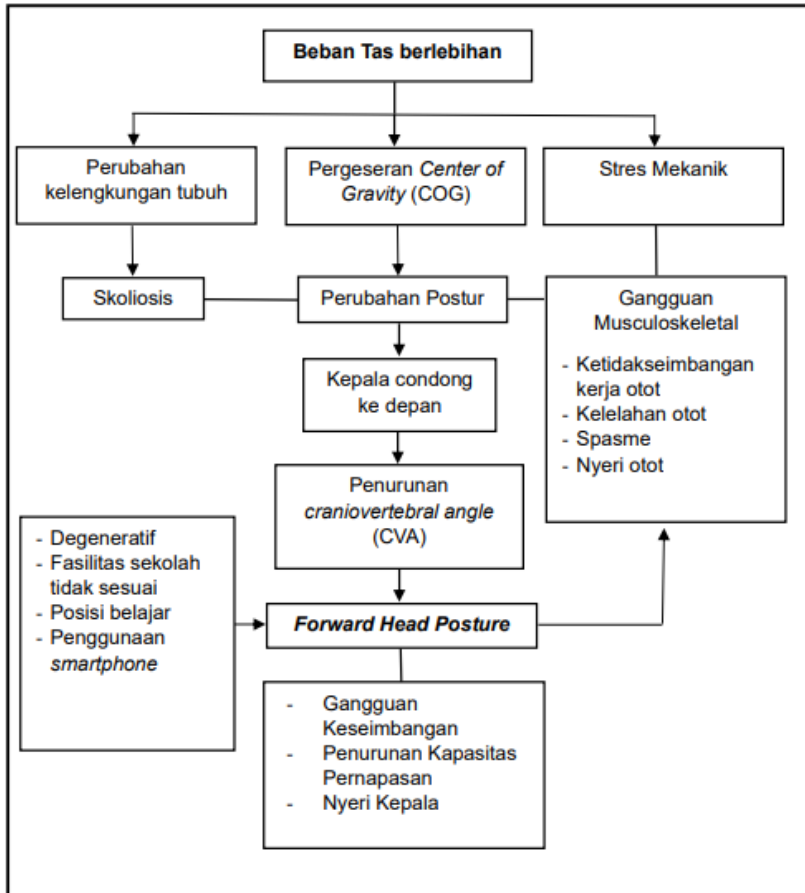 Beban Tas berlebihan
Perubahan
kelengkungan tubuh
Pergeseran Center of
Gravity (COG)
Stres Mekanik
Skoliosis
Perubahan Postur
Gangguan
Musculoskeletal
- Ketidakseimbangan
kerja otot
- Kelelahan otot
- Spasme
- Nyeri otot
Kepala condong
ke depan
Penurunan
craniovertebral angle
(CVA)
- Degeneratif
- Fasilitas sekolah
tidak sesuai
- Posisi belajar
- Penggunaan
smartphone
Forward Head Posture
- Gangguan
Keseimbangan
- Penurunan Kapasitas
Pernapasan
- Nyeri Kepala